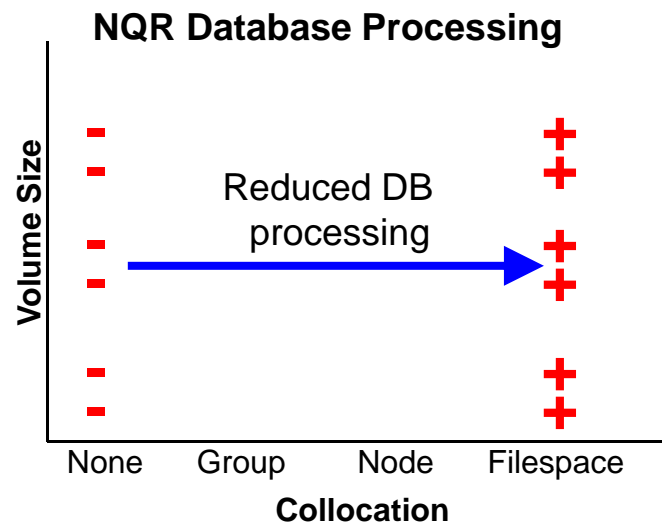 NQR Database Processing
Volume Size
- +
- +
Reduced DB
processing
- +
- +
- +
- +
None Group Node Filespace
Collocation